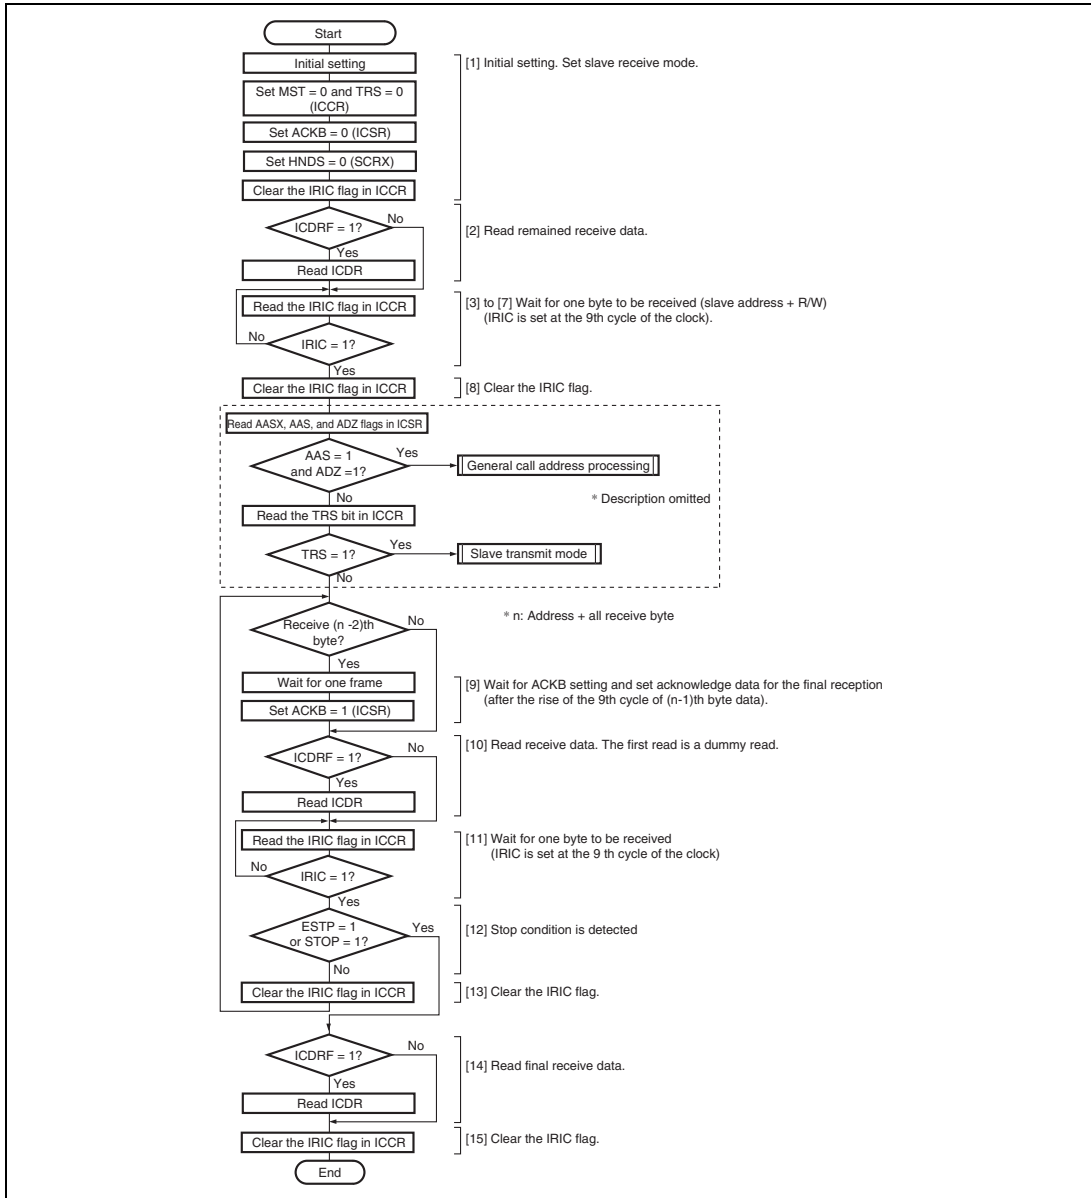 Start
Initial setting
[1] Initial setting. Set slave receive mode.
Set MST = 0 and TRS = 0
(ICCR)
Set ACKB = 0 (ICSR)
Set HNDS = 0 (SCRX)
Clear the IRIC flag in ICCR
ICDRF = 1?
No
[2] Read remained receive data.
Yes
Read ICDR
Read the IRIC flag in ICCR
[3] to [7] Wait for one byte to be received (slave address + R/W)
(IRIC is set at the 9th cycle of the clock).
No
IRIC = 1?
Yes
Clear the IRIC flag in ICCR
[8] Clear the IRIC flag.
Read AASX, AAS, and ADZ flags in ICSR
AAS = 1
and ADZ =1?
Yes
General call address processing
* Description omitted
No
Read the TRS bit in ICCR
TRS = 1?
Yes
Slave transmit mode
No
* n: Address + all receive byte
Receive (n -2)th
byte?
No
Yes
Wait for one frame
[9] Wait for ACKB setting and set acknowledge data for the final reception
(after the rise of the 9th cycle of (n-1)th byte data).
Set ACKB = 1 (ICSR)
ICDRF = 1?
No
[10] Read receive data. The first read is a dummy read.
Yes
Read ICDR
Read the IRIC flag in ICCR
[11] Wait for one byte to be received
(IRIC is set at the 9 th cycle of the clock)
No
IRIC = 1?
Yes
ESTP = 1
or STOP = 1?
Yes
[12] Stop condition is detected
No
Clear the IRIC flag in ICCR
[13] Clear the IRIC flag.
ICDRF = 1?
No
[14] Read final receive data.
Yes
Read ICDR
Clear the IRIC flag in ICCR
[15] Clear the IRIC flag.
End